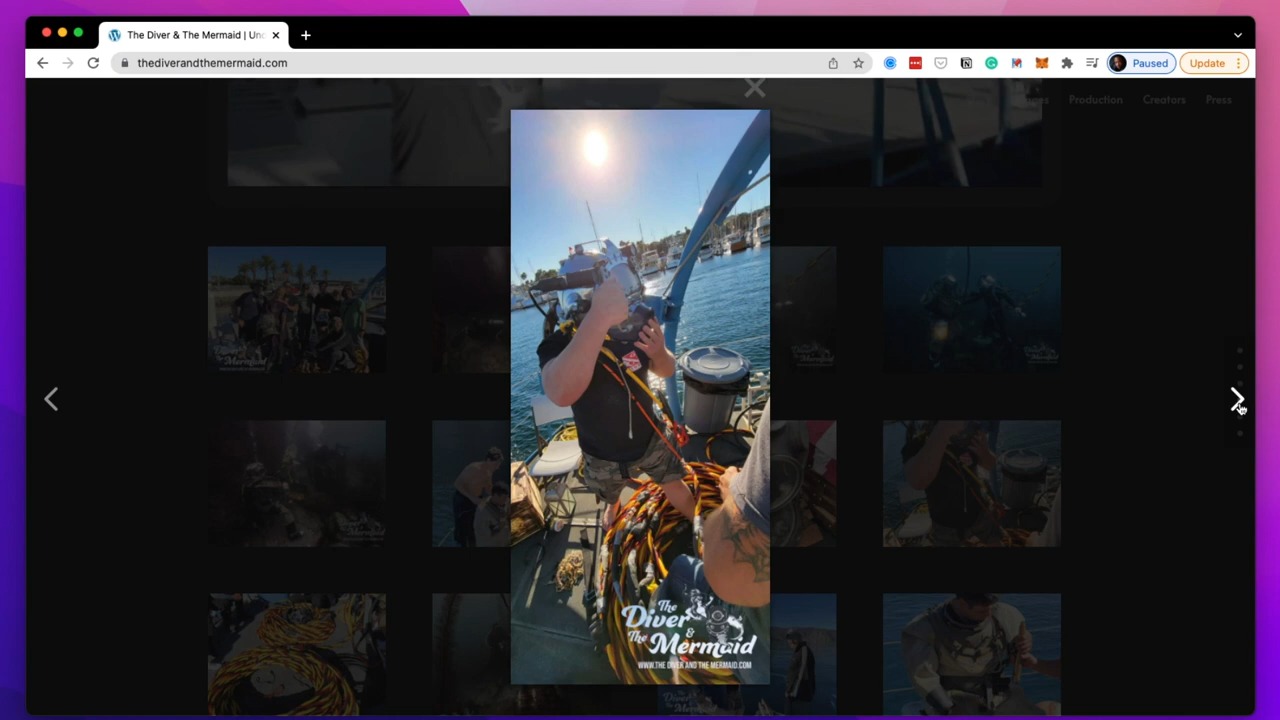 The Diver & The Mermaid | Unc
thediverandthemermaid.com
Paused
Update
Production
Creators
Press
The
Diver
&
The Mermaid
WWW.THE DIVER AND THE MERMAID.COM